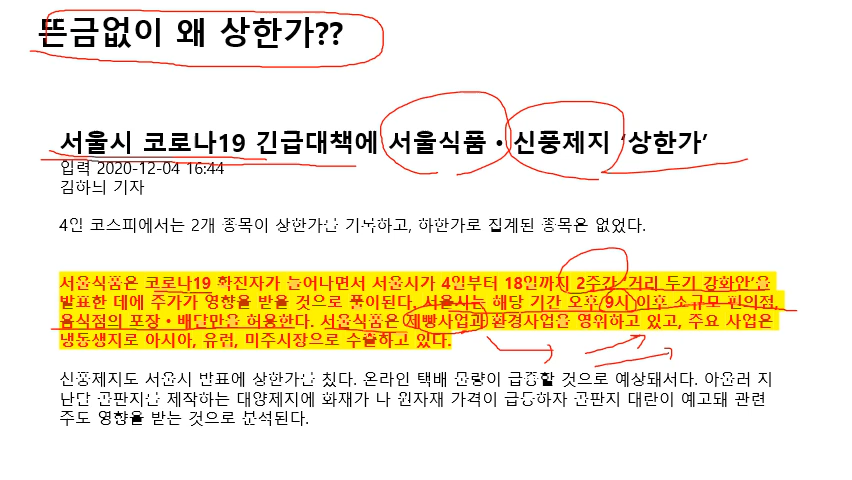 뜬금없이 왜 상한가??
서울시 코로나19 긴급대책에 서울식품·신풍제지 ‘상한가’
입력 2020-12-04 16:44
김하늬 기자
4일 코스피에서는 2개 종목이 상한가를 기록하고, 하한가로 집계된 종목은 없었다.
서울식품은 코로나19 확진자가 늘어나면서 서울시가 4일부터 18일까지 2주간 ‘거리 두기 강화안’을
발표한 데에 주가가 영향을 받을 것으로 풀이된다. 서울시는 해당 기간 오후 9시 이후 소규모 편의점,
음식점의 포장·배달만을 허용한다. 서울식품은 제빵사업과 환경사업을 영위하고 있고, 주요 사업은
냉동생지로 아시아, 유럽, 미주시장으로 수출하고 있다.
신풍제지도 서울시 발표에 상한가를 쳤다. 온라인 택배 물량이 급증할 것으로 예상돼서다. 아울러 지
난달 골판지를 제작하는 대양제지에 화재가 나 원자재 가격이 급등하자 골판지 대란이 예고돼 관련
주도 영향을 받는 것으로 분석된다.